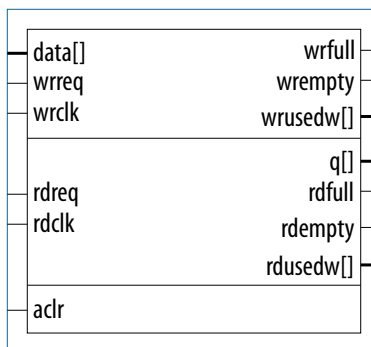 data[] wrfull
wrreq wrempty
wrclk wrusedw[]
q[]
rdreq rdfull
rdclk rdempty
rdusedw[]
aclr